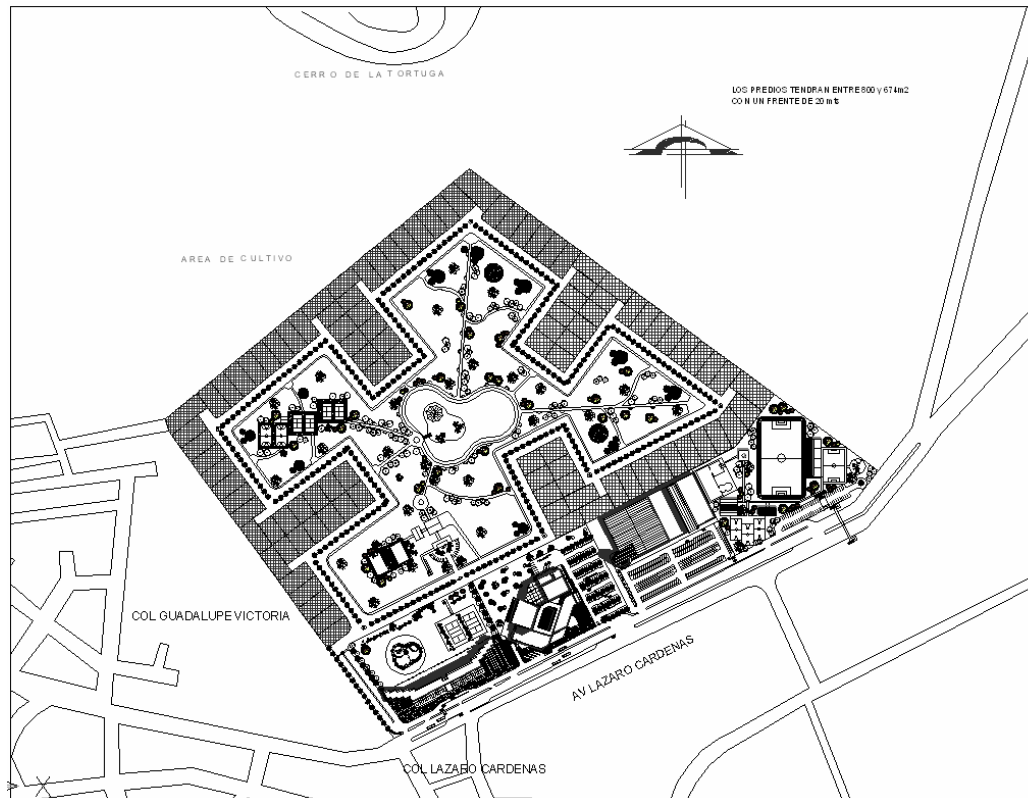 CERRO DE LA TORTUGA
LOS PREDIOS TENDRAN ENTRE 800 y 674m2
CON UN FRENTE DE 20 mts
AREA DE CULTIVO
COL GUADALUPE VICTORIA
AV LAZARO CARDENAS
COL LAZARO CARDENAS